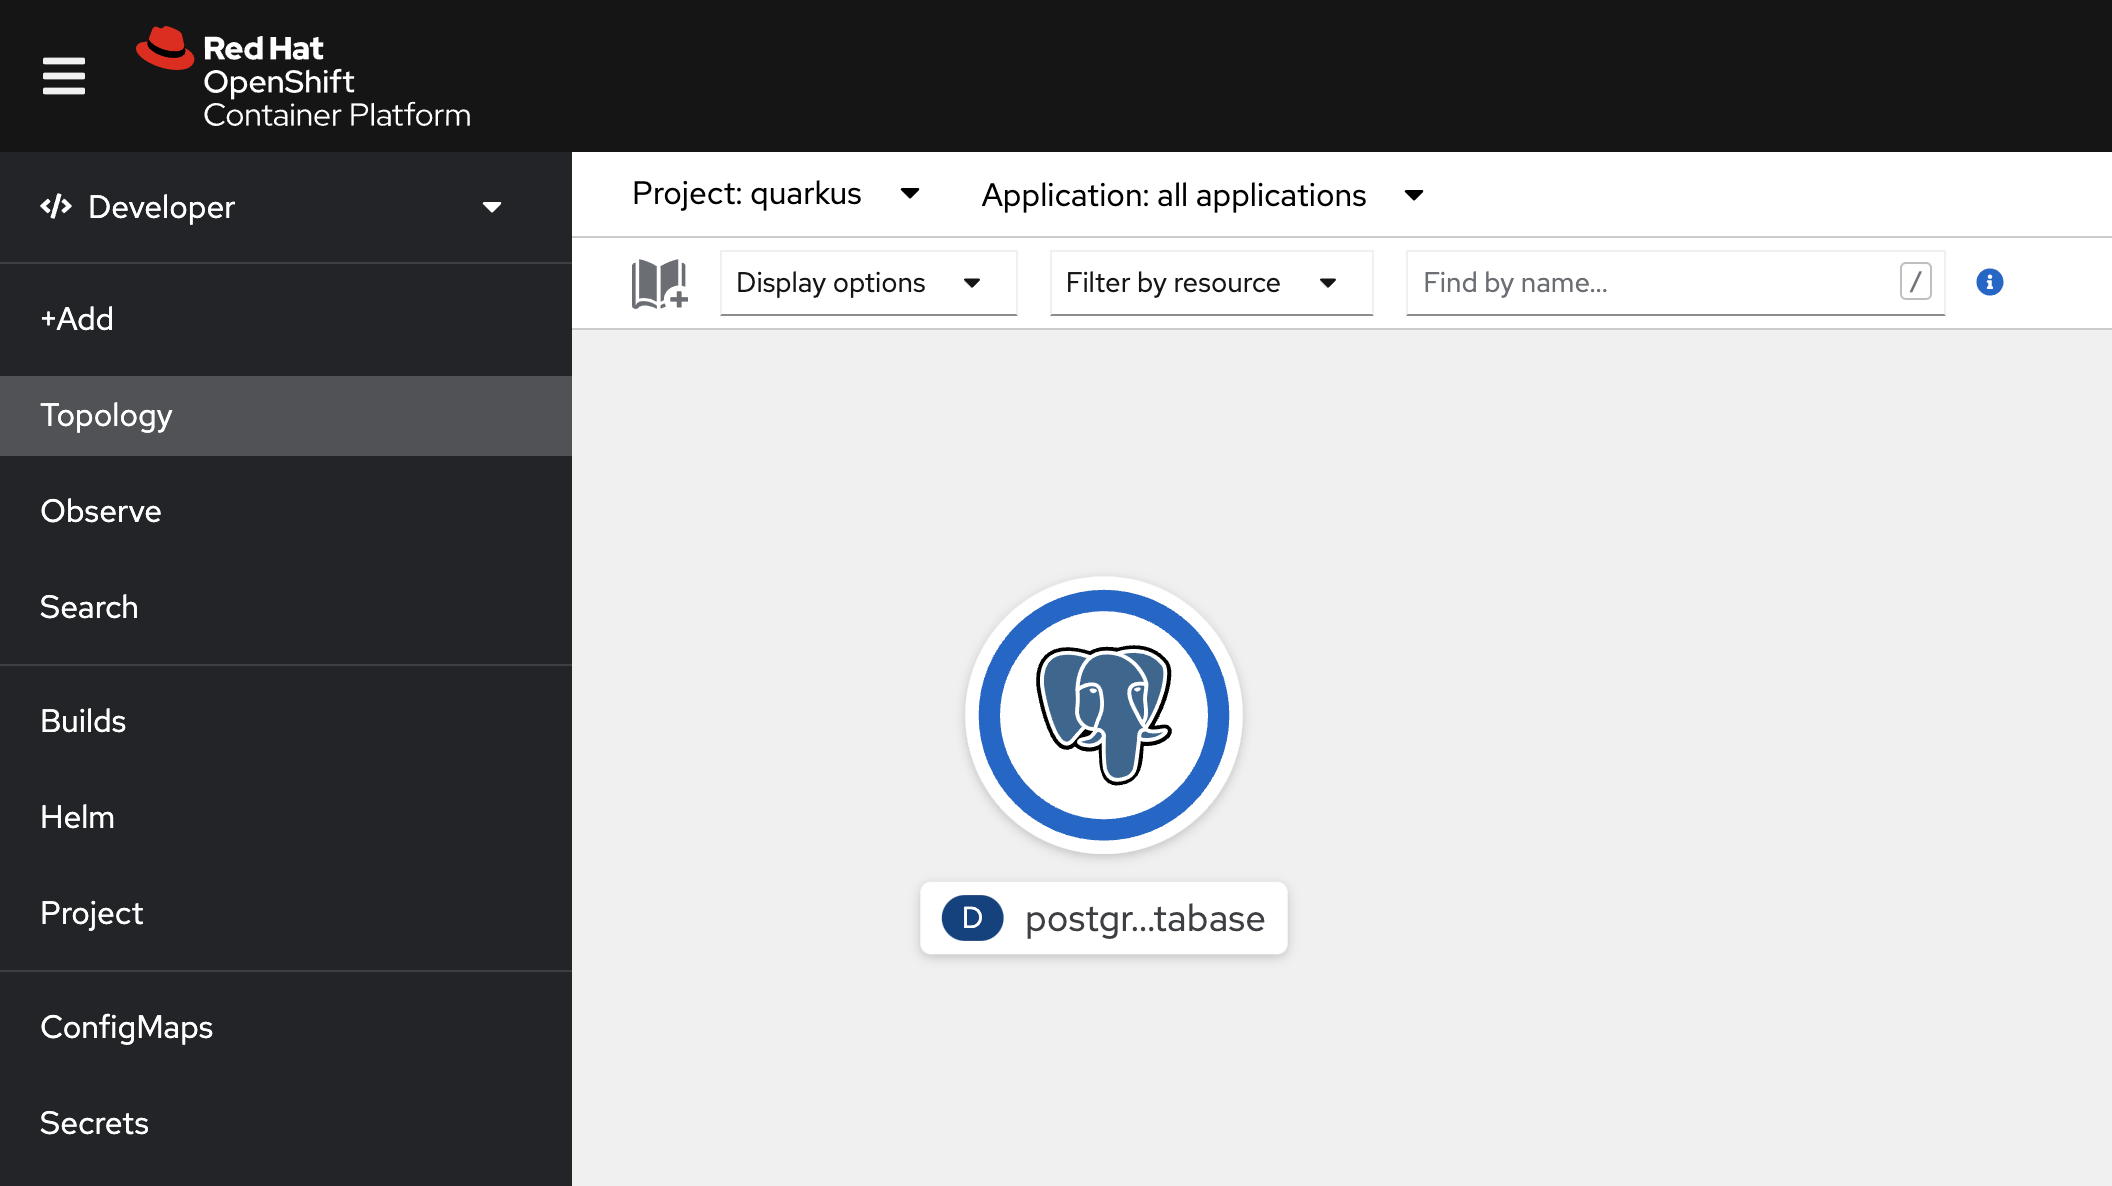 Red Hat
OpenShift
Container Platform
Developer
+Add
Topology
Observe
Search
Builds
Helm
Project
ConfigMaps
Secrets
Project: quarkus
Application: all applications
Display options
Filter by resource
Find by name...
/
D postgr...tabase